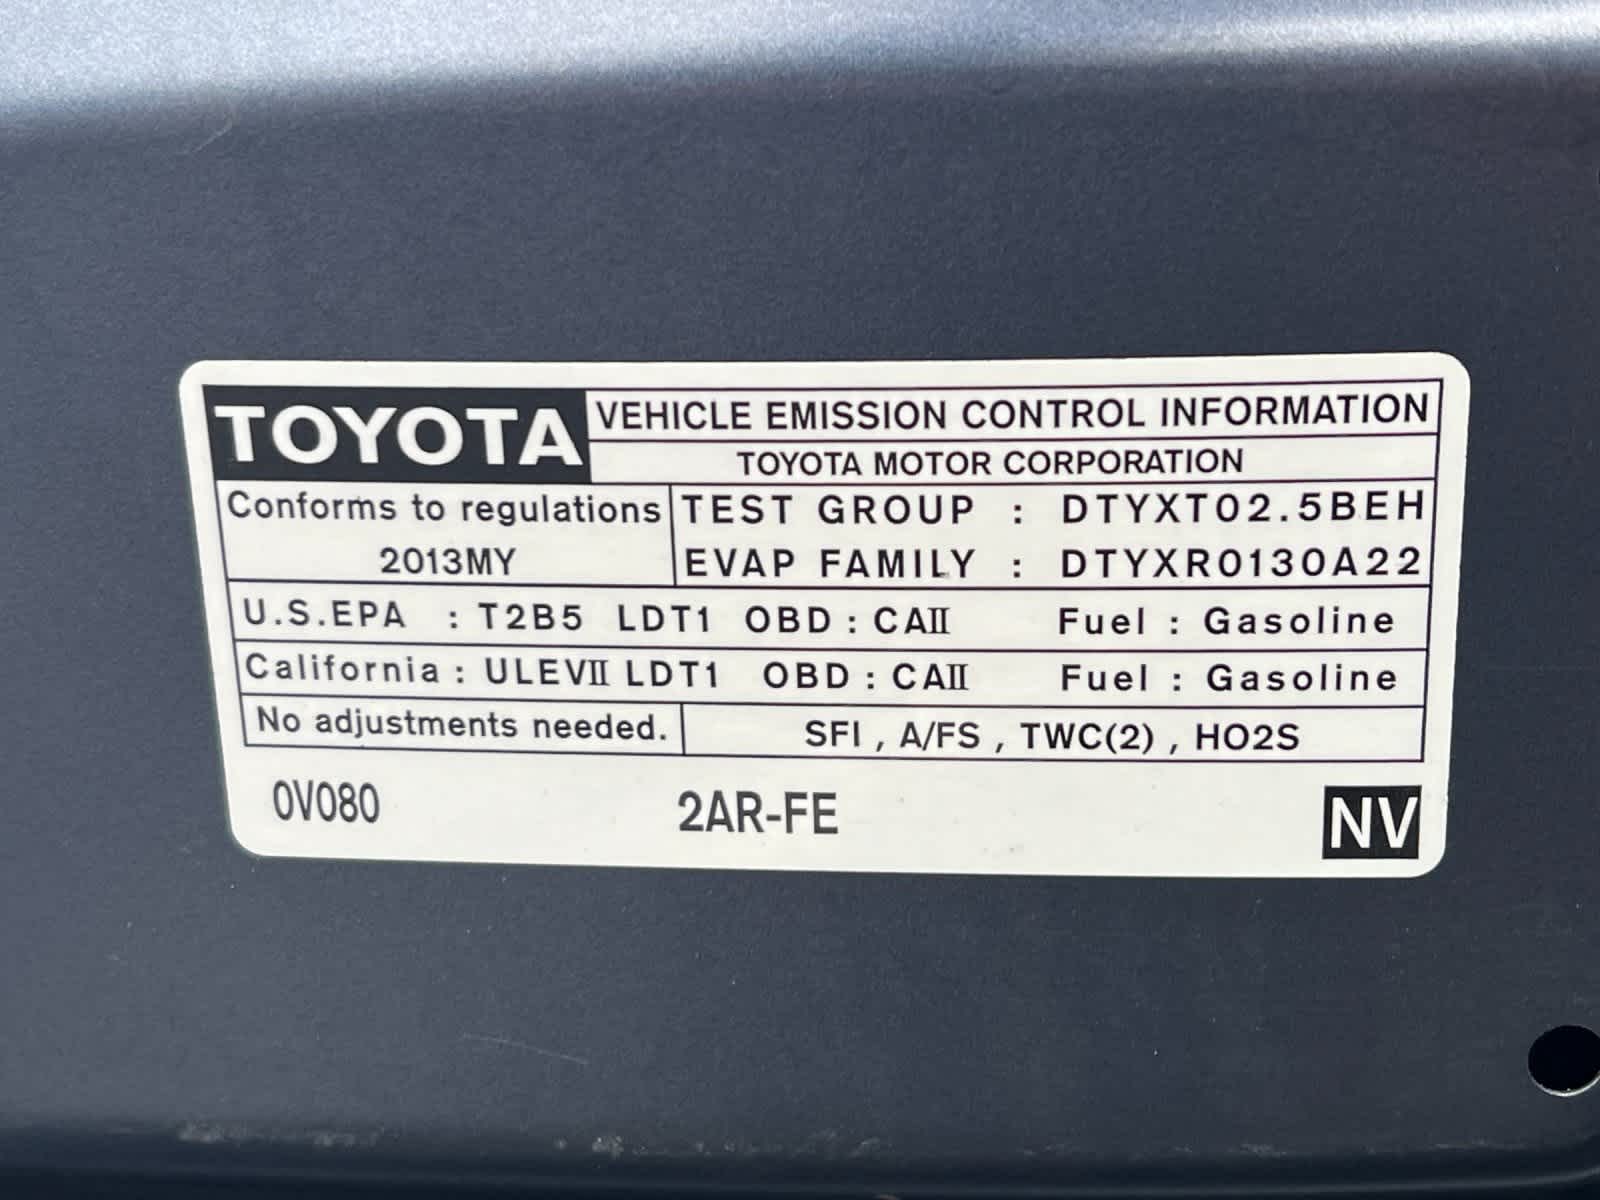 TOYOTA VEHICLE EMISSION CONTROL INFORMATION
TOYOTA MOTOR CORPORATION
Conforms to regulations TEST GROUP : DTYXT02.5BEH
2013MY EVAP FAMILY : DTYXR0130A22
U.S.EPA : T2B5 LDT1 OBD : CAII Fuel : Gasoline
California : ULEVII LDT1 OBD : CAII Fuel : Gasoline
No adjustments needed. SFI , A/FS , TWC(2) , HO2S
0V080 2AR-FE NV